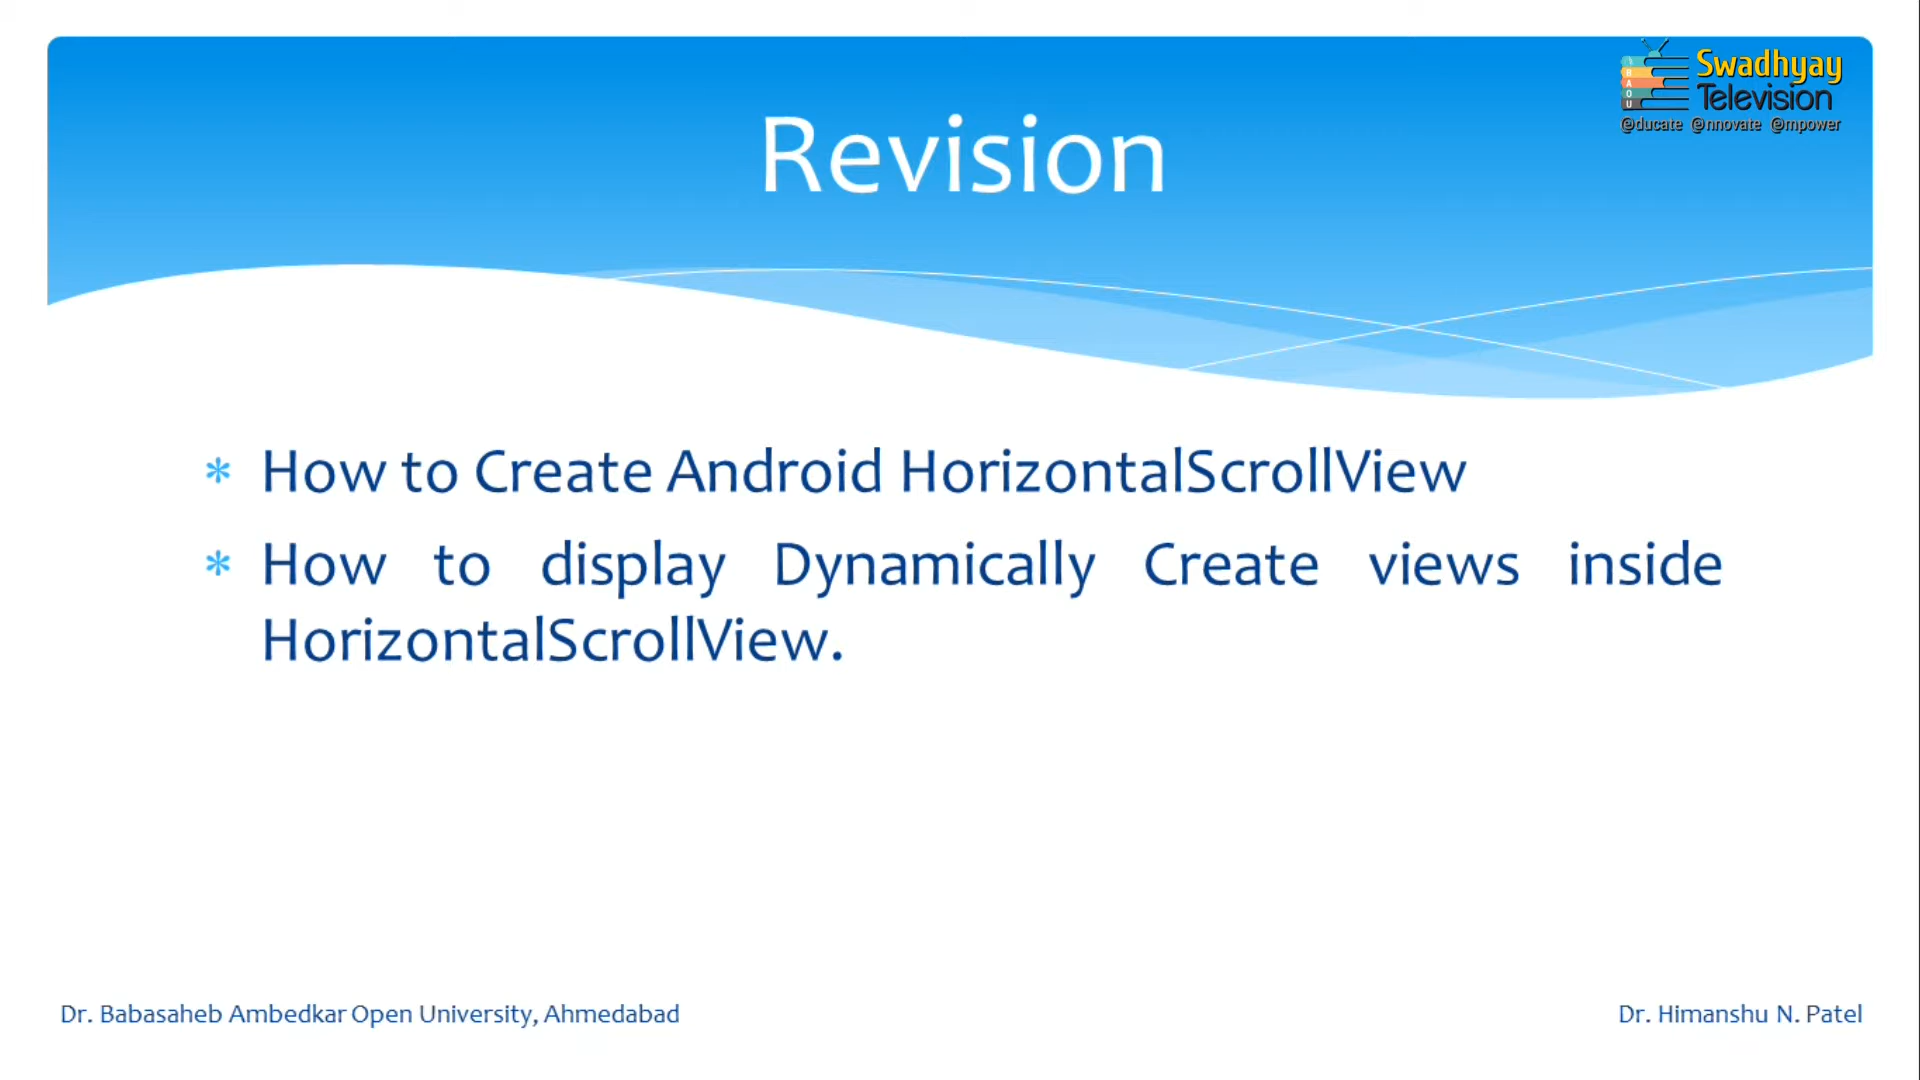 Swadhyay
Television
@ducate @nnovate @mpower
B
A
O
U
Revision
* How to Create Android HorizontalScrollView
* How to display Dynamically Create views inside
HorizontalScrollView.
Dr. Babasaheb Ambedkar Open University, Ahmedabad
Dr. Himanshu N. Patel